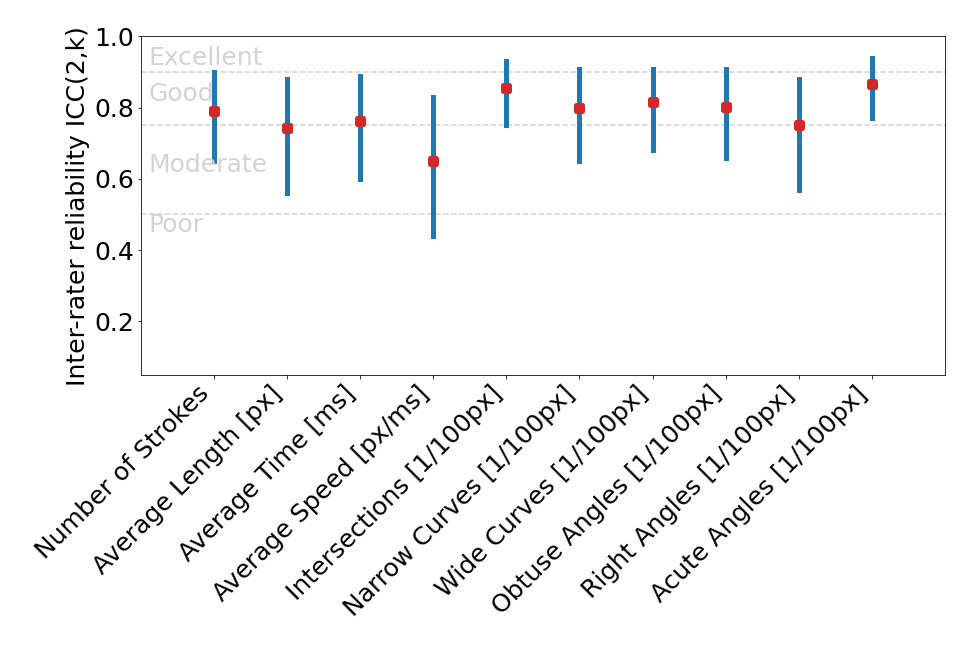 Inter-rater reliability ICC(2,k)
1.0
0.8
0.6
0.4
0.2
Excellent
Good
Moderate
Poor
Number of Strokes
Average Length [px]
Average Time [ms]
Average Speed [px/ms]
Intersections [1/100px]
Narrow Curves [1/100px]
Wide Curves [1/100px]
Obtuse Angles [1/100px]
Right Angles [1/100px]
Acute Angles [1/100px]